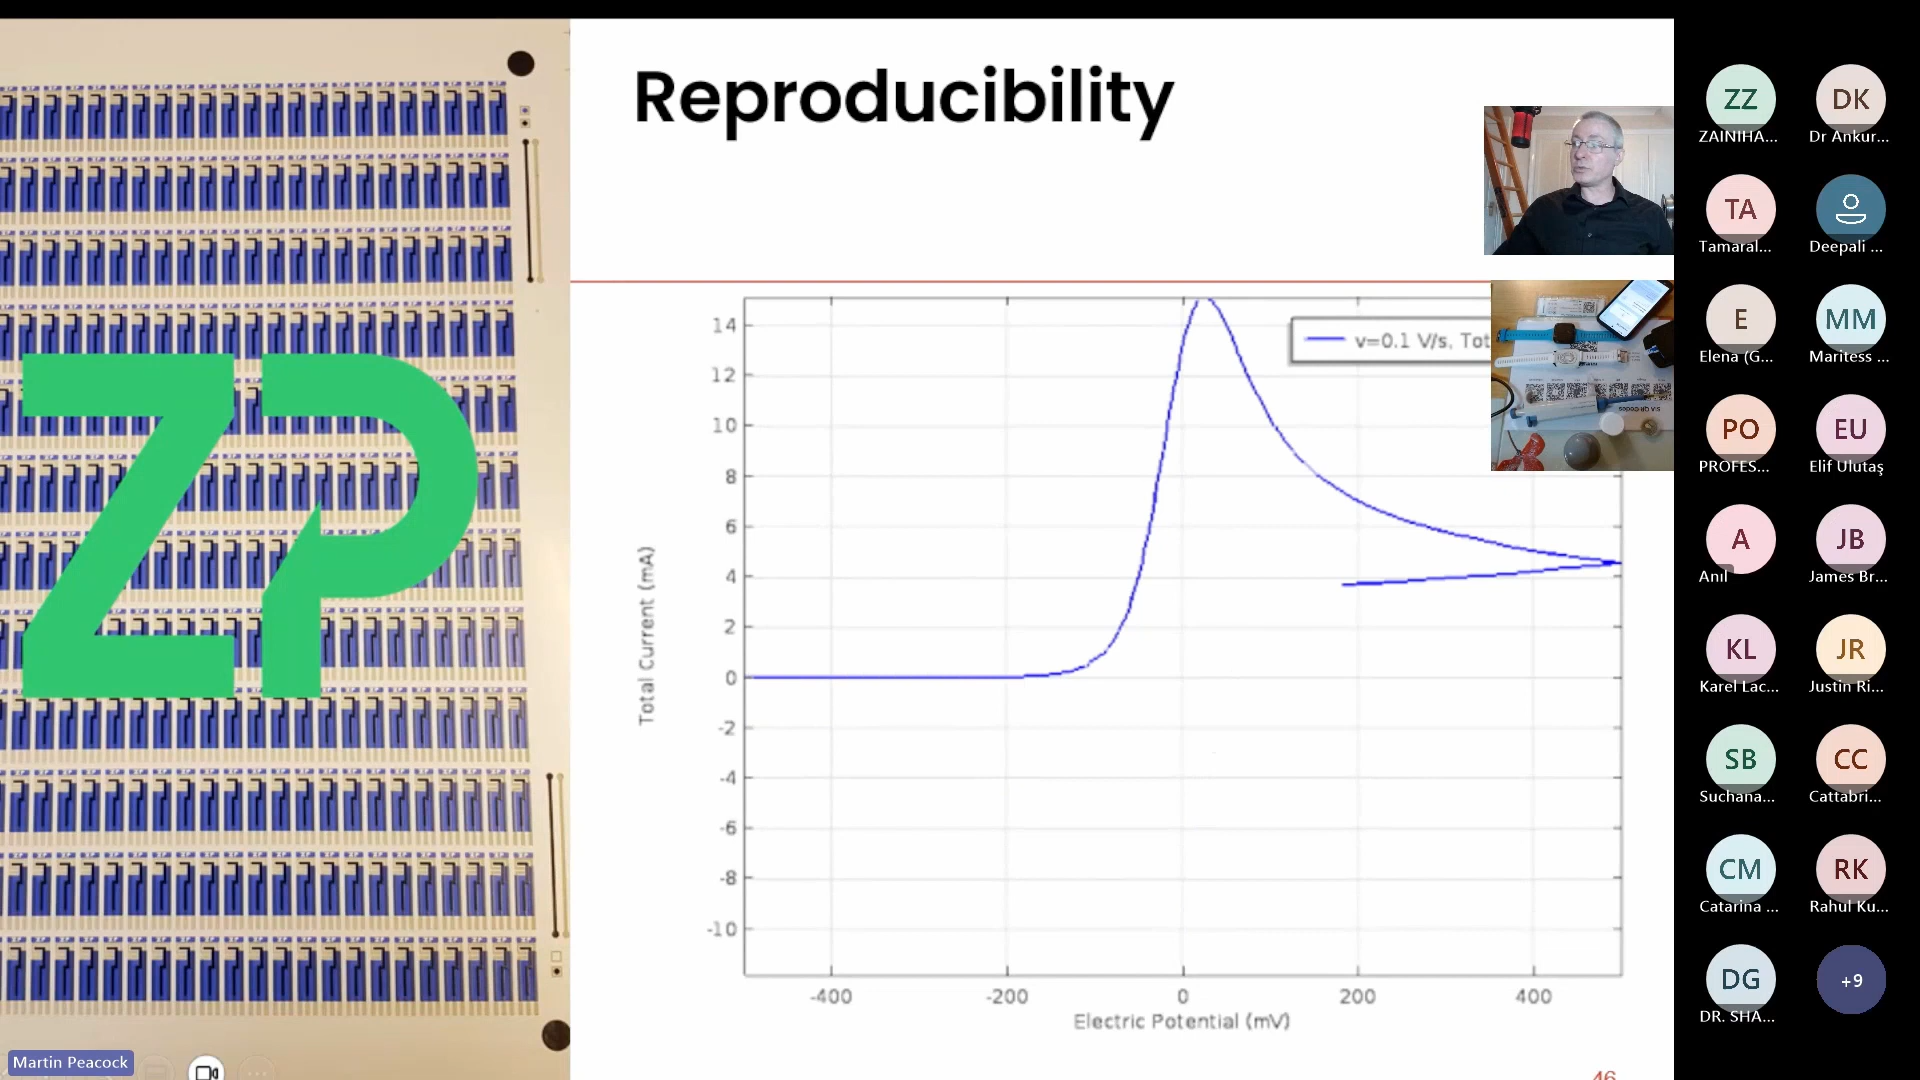 Reproducibility
ZP
v=0.1 V/s, Tot
14
12
10
8
6
4
2
0
-2
-4
-6
-8
-10
Total Current (mA)
-400
-200
0
200
400
Electric Potential (mV)
46
Martin Peacock
ZZ
ZAINIHA...
DK
Dr Ankur...
TA
Tamaral...
Deepali ...
E
Elena (G...
MM
Maritess ...
PO
PROFES...
EU
Elif Ulutaş
A
Anıl
JB
James Br...
KL
Karel Lac...
JR
Justin Ri...
SB
Suchana...
CC
Cattabri...
CM
Catarina ...
RK
Rahul Ku...
DG
DR. SHA...
+9